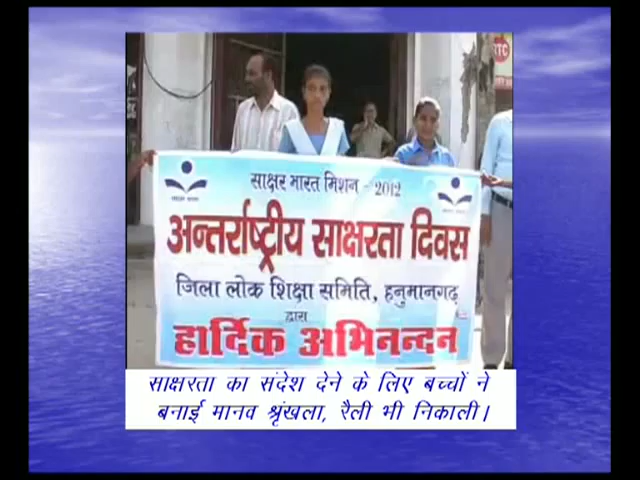 साक्षर भारत मिशन - 2012
अन्तर्राष्ट्रीय साक्षरता दिवस
जिला लोक शिक्षा समिति, हनुमानगढ़
द्वारा
हार्दिक अभिनन्दन
साक्षरता का संदेश देने के लिए बच्चों ने
बनाई मानव श्रृंखला, रैली भी निकाली।